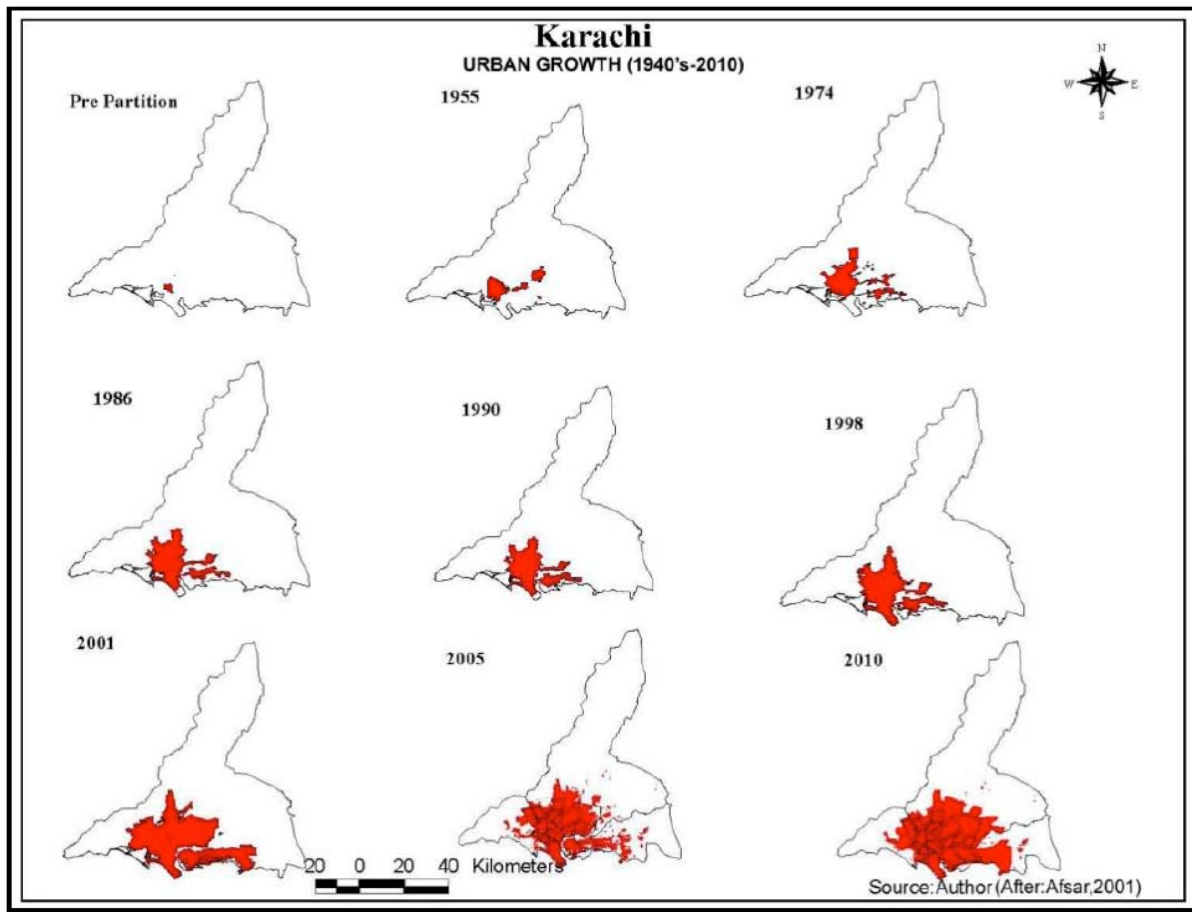 Karachi
URBAN GROWTH (1940's-2010)
N
W E
S
Pre Partition
1955
1974
1986
1990
1998
2001
2005
2010
20 0 20 40 Kilometers
Source:Author(After:Afsar,2001)